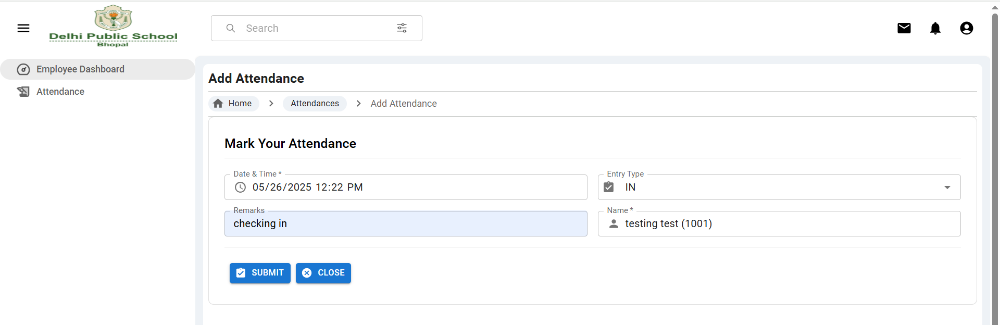 Delhi Public School
Bhopal
Search
Employee Dashboard
Attendance
Add Attendance
Home > Attendances > Add Attendance
Mark Your Attendance
Date & Time *
05/26/2025 12:22 PM
Entry Type
IN
Remarks
checking in
Name *
testing test (1001)
SUBMIT
CLOSE